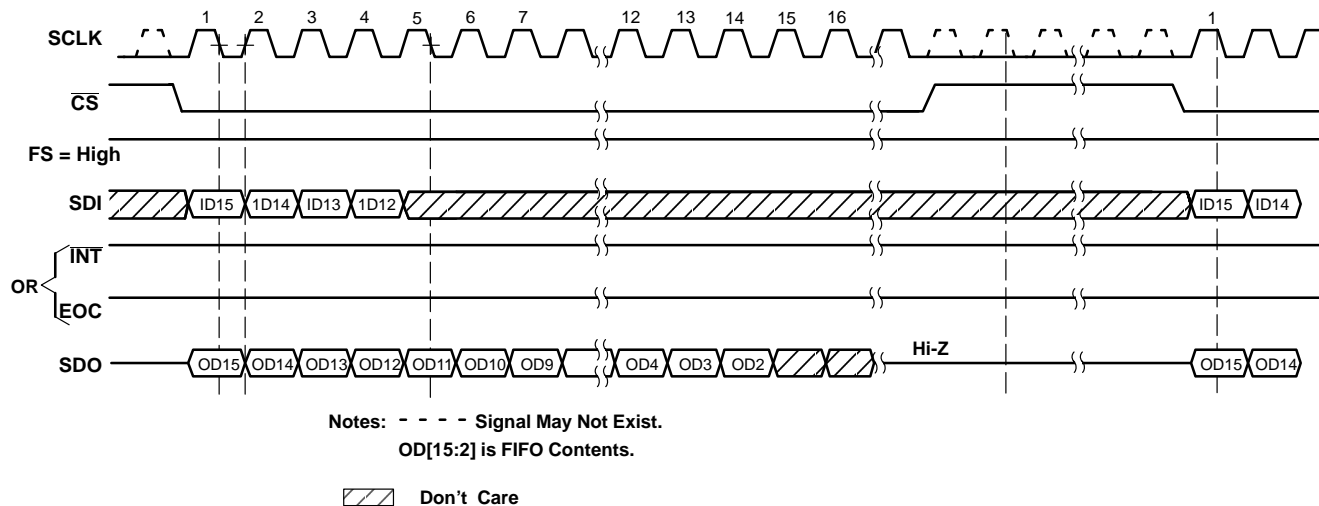 1 2 3 4 5 6 7 12 13 14 15 16 1
SCLK
CS
FS = High
SDI ID15 1D14 ID13 1D12 ID15 ID14
INT
OR
EOC
Hi-Z
SDO OD15 OD14 OD13 OD12 OD11 OD10 OD9 OD4 OD3 OD2 OD15 OD14
Notes: - - - - Signal May Not Exist.
OD[15:2] is FIFO Contents.
Don't Care